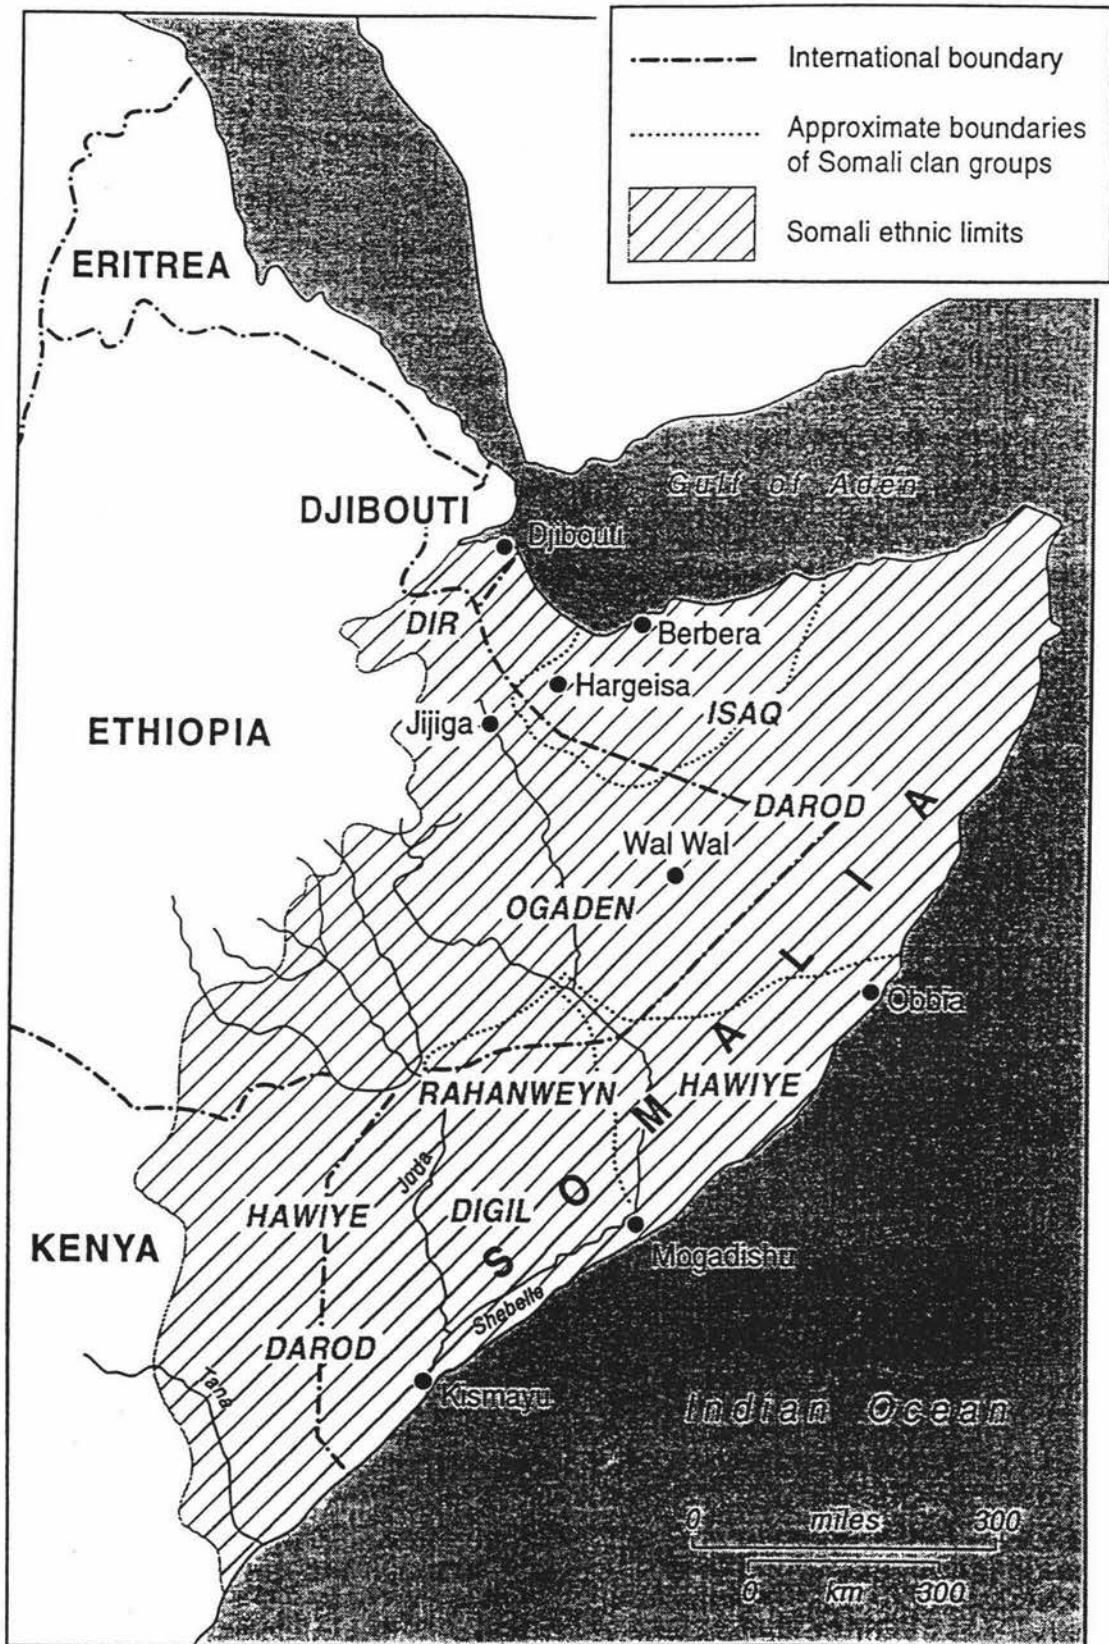 International boundary
Approximate boundaries
of Somali clan groups
Somali ethnic limits
ERITREA
Gulf of Aden
DJIBOUTI
Djibouti
DIR
Berbera
Hargeisa
ISAQ
Jijiga
ETHIOPIA
DAROD
Wal Wal
OGADEN
Obbia
RAHANWEYN
HAWIYE
SOMALIA
Juda
HAWIYE
DIGIL
KENYA
Mogadishu
Shebelle
DAROD
Tana
Kismayu
Indian Ocean
0 miles 300
0 km 300